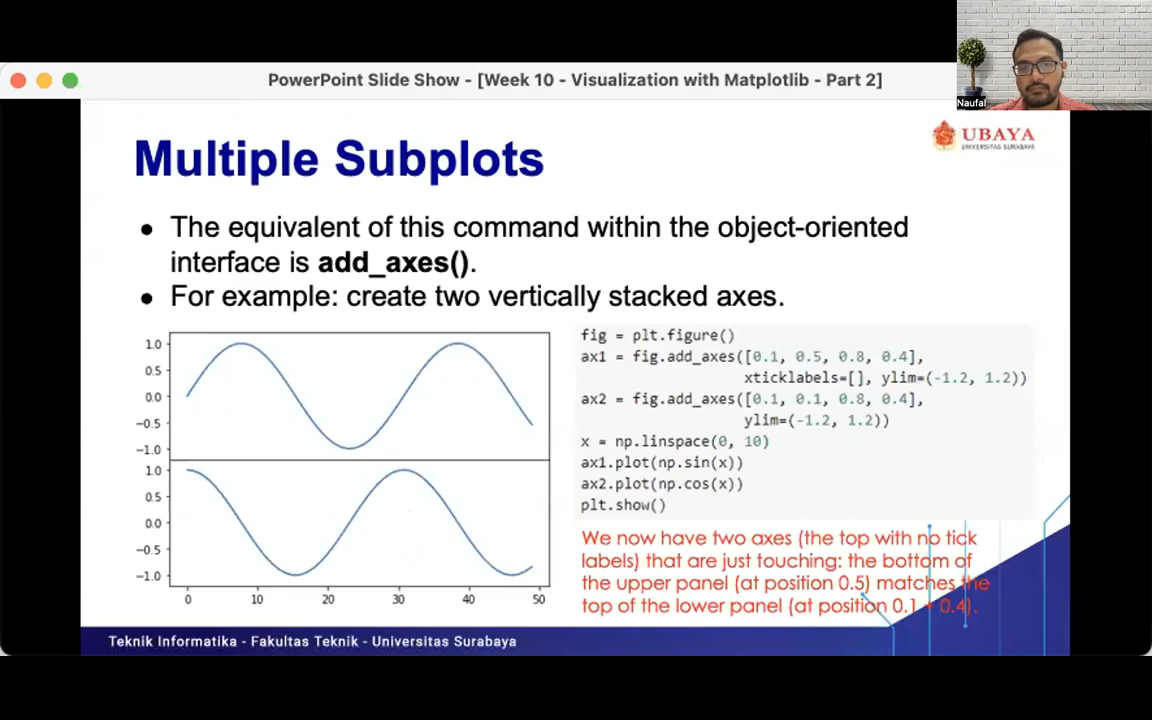 PowerPoint Slide Show - [Week 10 - Visualization with Matplotlib - Part 2]
Naufal
UBAYA
UNIVERSITAS SURABAYA
Multiple Subplots
• The equivalent of this command within the object-oriented
interface is add_axes().
• For example: create two vertically stacked axes.
1.0
0.5
0.0
−0.5
−1.0
1.0
0.5
0.0
−0.5
−1.0
0 10 20 30 40 50
fig = plt.figure()
ax1 = fig.add_axes([0.1, 0.5, 0.8, 0.4],
xticklabels=[], ylim=(-1.2, 1.2))
ax2 = fig.add_axes([0.1, 0.1, 0.8, 0.4],
ylim=(-1.2, 1.2))
x = np.linspace(0, 10)
ax1.plot(np.sin(x))
ax2.plot(np.cos(x))
plt.show()
We now have two axes (the top with no tick
labels) that are just touching: the bottom of
the upper panel (at position 0.5) matches the
top of the lower panel (at position 0.1 + 0.4).
Teknik Informatika - Fakultas Teknik - Universitas Surabaya